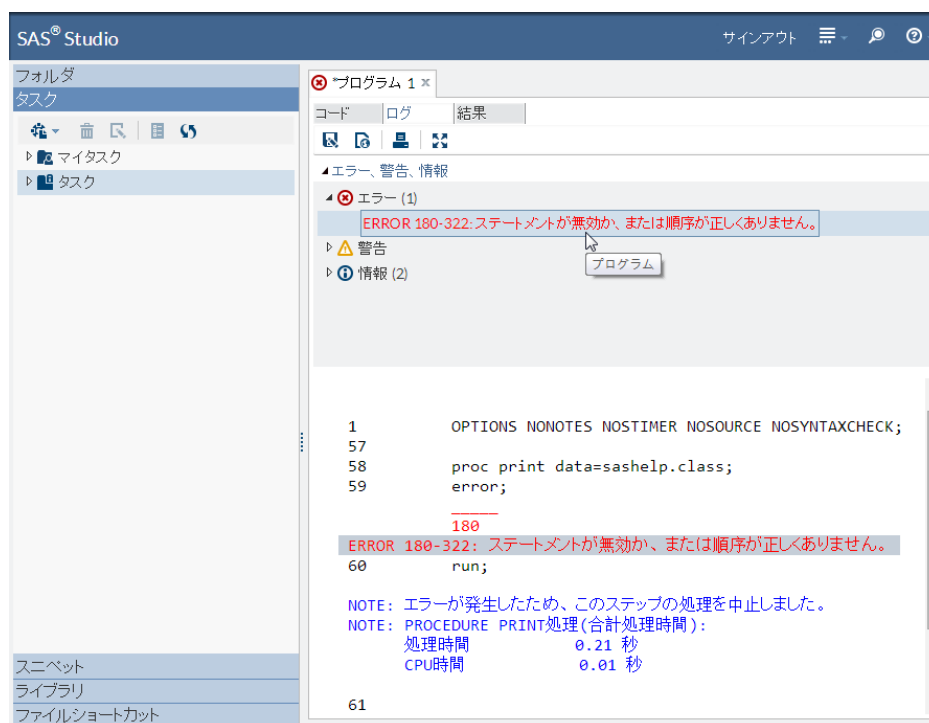 SAS® Studio
サインアウト
フォルダ
タスク
マイタスク
タスク
スニペット
ライブラリ
ファイルショートカット
*プログラム 1 ×
コード ログ 結果
エラー、警告、情報
エラー (1)
ERROR 180-322:ステートメントが無効か、または順序が正しくありません。
警告
プログラム
情報 (2)
1 OPTIONS NONOTES NOSTIMER NOSOURCE NOSYNTAXCHECK;
57
58 proc print data=sashelp.class;
59 error;
_____
180
ERROR 180-322: ステートメントが無効か、または順序が正しくありません。
60 run;
NOTE: エラーが発生したため、このステップの処理を中止しました。
NOTE: PROCEDURE PRINT処理(合計処理時間):
処理時間 0.21 秒
CPU時間 0.01 秒
61